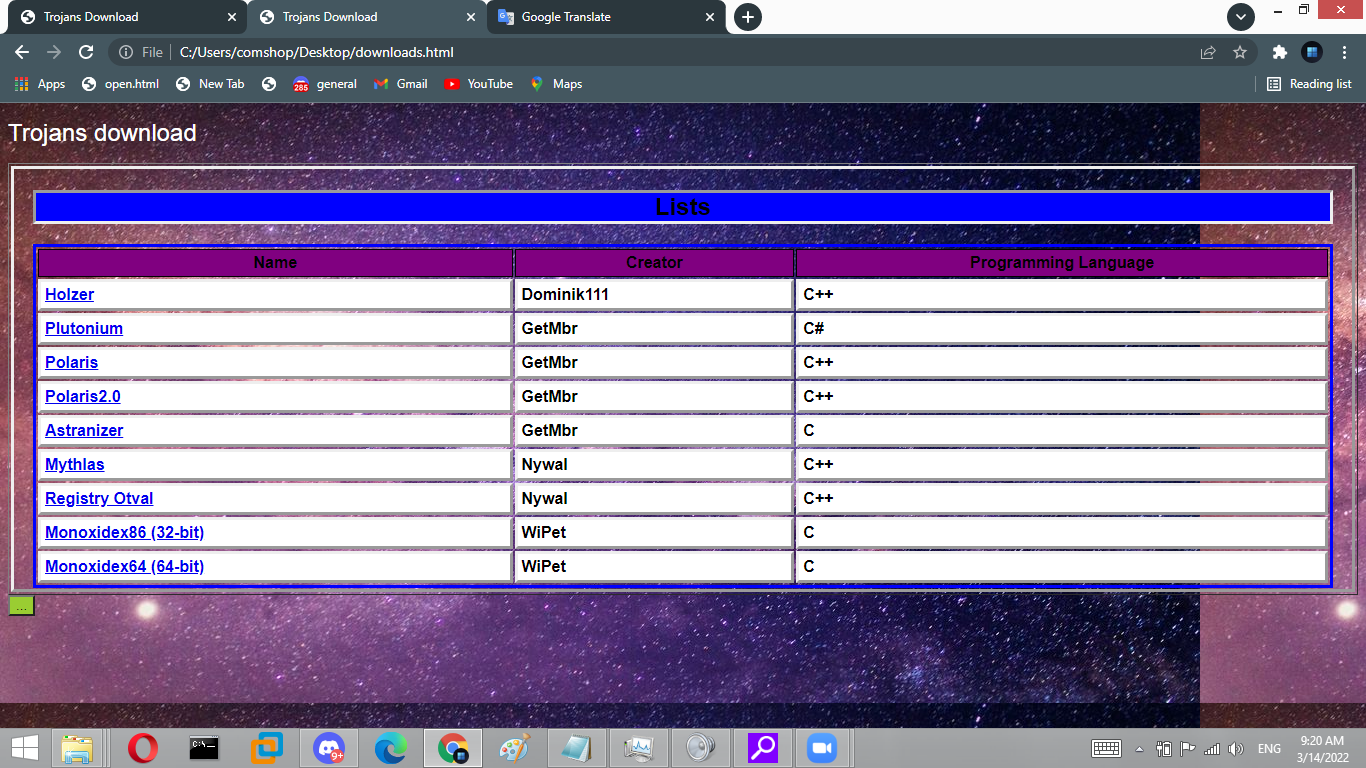 Trojans Download Trojans Download Google Translate
File C:/Users/comshop/Desktop/downloads.html
Apps open.html New Tab 285 general Gmail YouTube Maps Reading list
Trojans download
Lists
Name Creator Programming Language
Holzer Dominik111 C++
Plutonium GetMbr C#
Polaris GetMbr C++
Polaris2.0 GetMbr C++
Astranizer GetMbr C
Mythlas Nywal C++
Registry Otval Nywal C++
Monoxidex86 (32-bit) WiPet C
Monoxidex64 (64-bit) WiPet C
...
9+ ENG 9:20 AM
3/14/2022